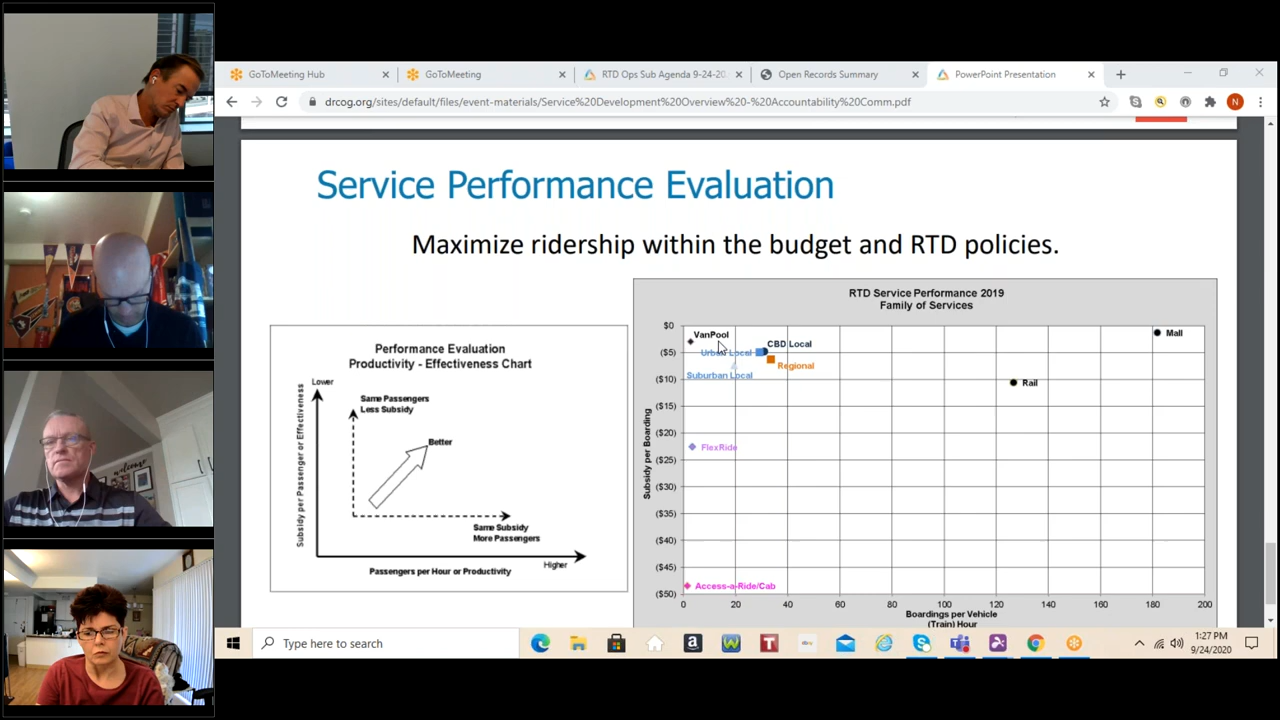 GoToMeeting Hub
GoToMeeting
RTD Ops Sub Agenda 9-24-20
Open Records Summary
PowerPoint Presentation
drcog.org/sites/default/files/event-materials/Service%20Development%20Overview%20-%20Accountability%20Comm.pdf
N
Service Performance Evaluation
Maximize ridership within the budget and RTD policies.
Performance Evaluation
Productivity - Effectiveness Chart
Lower
Subsidy per Passenger or Effectiveness
Same Passengers
Less Subsidy
Better
Same Subsidy
More Passengers
Higher
Passengers per Hour or Productivity
RTD Service Performance 2019
Family of Services
Subsidy per Boarding
$0
($5)
($10)
($15)
($20)
($25)
($30)
($35)
($40)
($45)
($50)
VanPool
Urban Local
CBD Local
Regional
Suburban Local
Mall
Rail
FlexRide
Access-a-Ride/Cab
0 20 40 60 80 100 120 140 160 180 200
Boardings per Vehicle
(Train) Hour
Type here to search
1:27 PM
9/24/2020